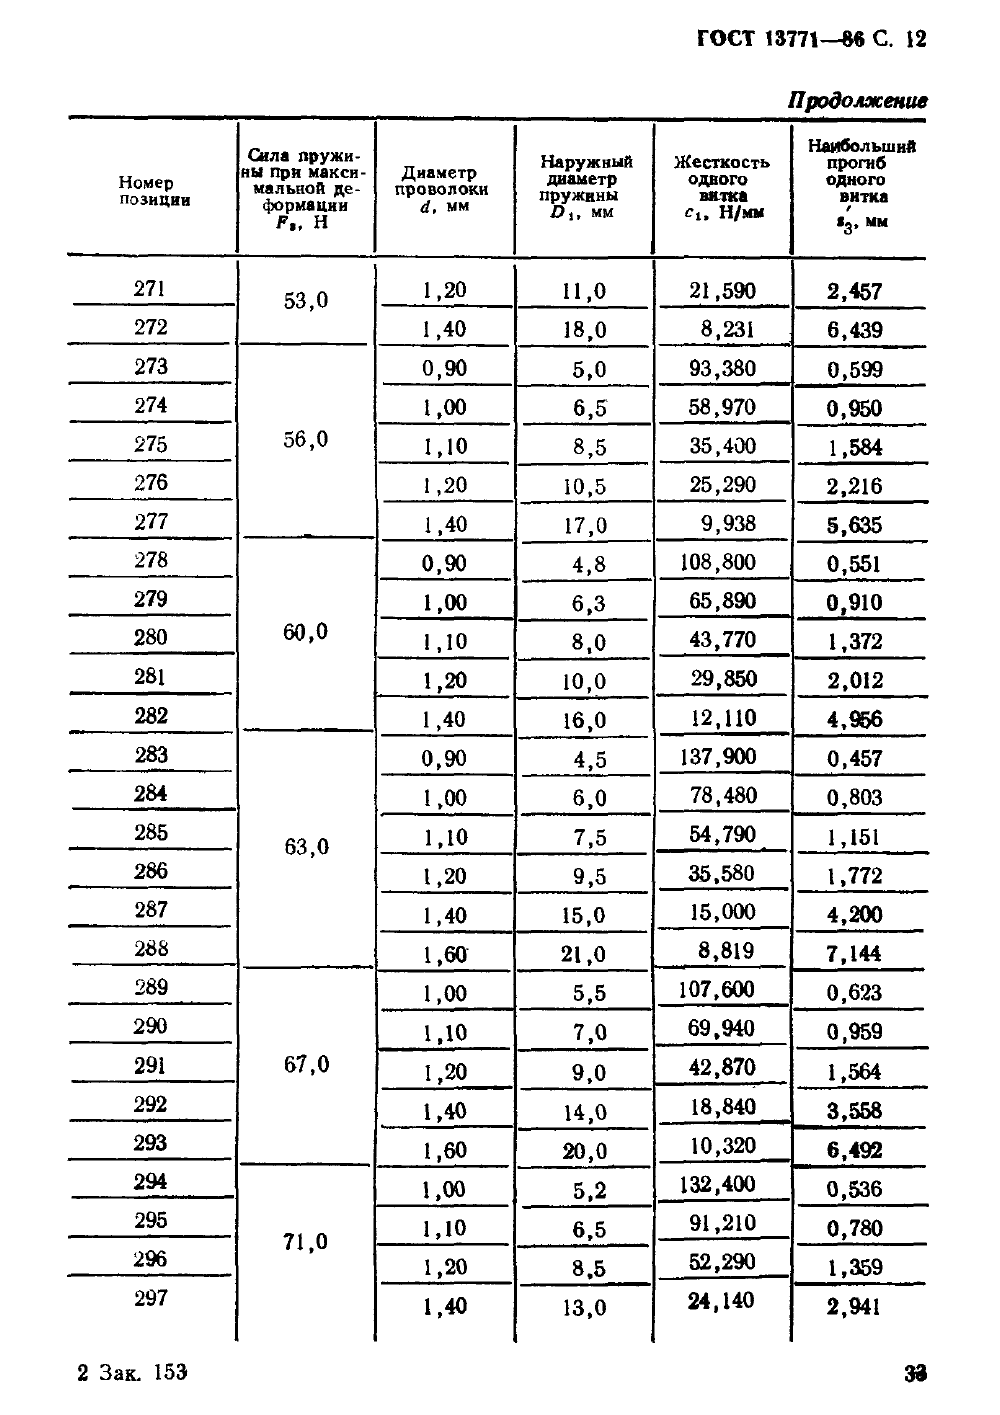 ГОСТ 13771—86 С. 12
Продолжение
Номер позиции | Сила пружины при максимальной деформации F₃, Н | Диаметр проволоки d, мм | Наружный диаметр пружины D₁, мм | Жесткость одного витка c₁, Н/мм | Наибольший прогиб одного витка s′₃, мм
271 53,0 1,20 11,0 21,590 2,457
272 1,40 18,0 8,231 6,439
273 0,90 5,0 93,380 0,599
274 1,00 6,5 58,970 0,950
275 56,0 1,10 8,5 35,400 1,584
276 1,20 10,5 25,290 2,216
277 1,40 17,0 9,938 5,635
278 0,90 4,8 108,800 0,551
279 1,00 6,3 65,890 0,910
280 60,0 1,10 8,0 43,770 1,372
281 1,20 10,0 29,850 2,012
282 1,40 16,0 12,110 4,956
283 0,90 4,5 137,900 0,457
284 1,00 6,0 78,480 0,803
285 63,0 1,10 7,5 54,790 1,151
286 1,20 9,5 35,580 1,772
287 1,40 15,0 15,000 4,200
288 1,60 21,0 8,819 7,144
289 1,00 5,5 107,600 0,623
290 1,10 7,0 69,940 0,959
291 67,0 1,20 9,0 42,870 1,564
292 1,40 14,0 18,840 3,558
293 1,60 20,0 10,320 6,492
294 1,00 5,2 132,400 0,536
295 71,0 1,10 6,5 91,210 0,780
296 1,20 8,5 52,290 1,359
297 1,40 13,0 24,140 2,941
2 Зак. 153
33